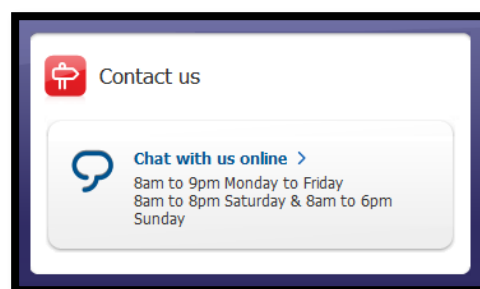 Contact us
Chat with us online >
8am to 9pm Monday to Friday
8am to 8pm Saturday & 8am to 6pm
Sunday